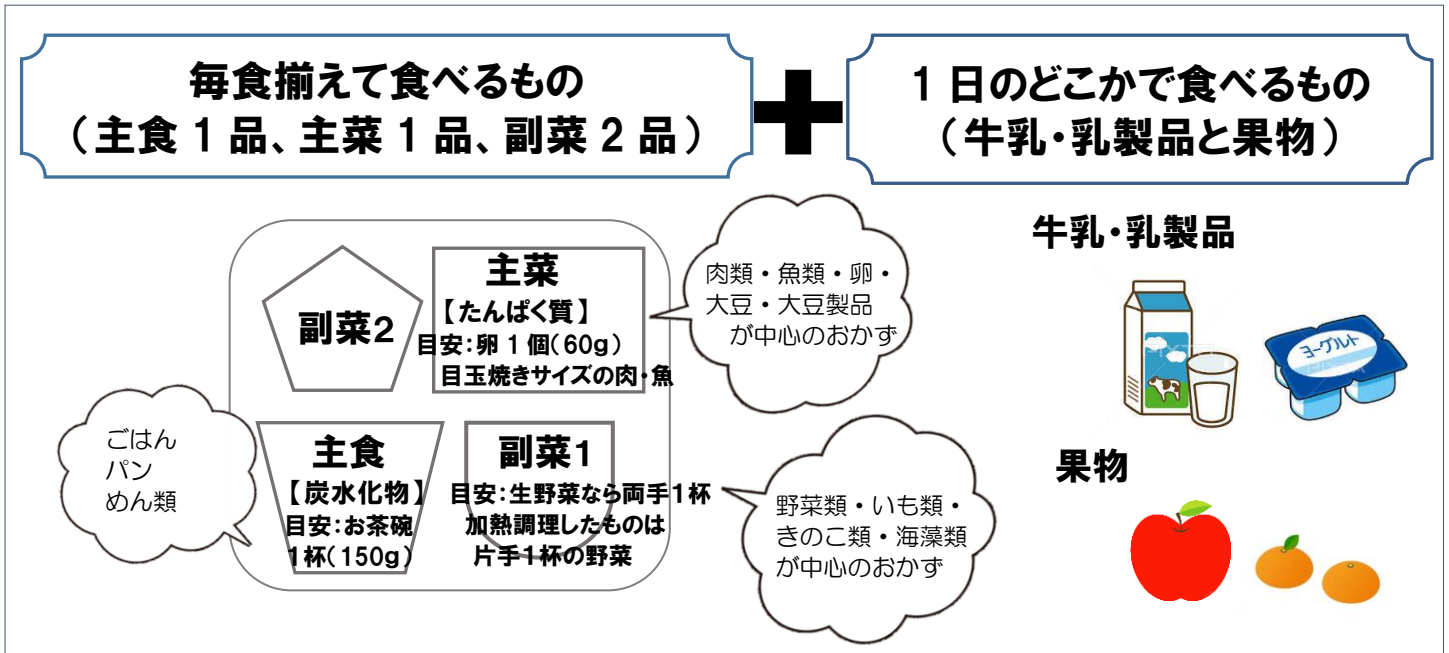 毎食揃えて食べるもの
（主食1品、主菜1品、副菜2品）
1日のどこかで食べるもの
（牛乳・乳製品と果物）
副菜2
主菜
【たんぱく質】
目安：卵1個（60g）
目玉焼きサイズの肉・魚
肉類・魚類・卵・
大豆・大豆製品
が中心のおかず
主食
【炭水化物】
目安：お茶碗
1杯（150g）
ごはん
パン
めん類
副菜1
目安：生野菜なら両手1杯
加熱調理したものは
片手1杯の野菜
野菜類・いも類・
きのこ類・海藻類
が中心のおかず
牛乳・乳製品
ヨーグルト
果物